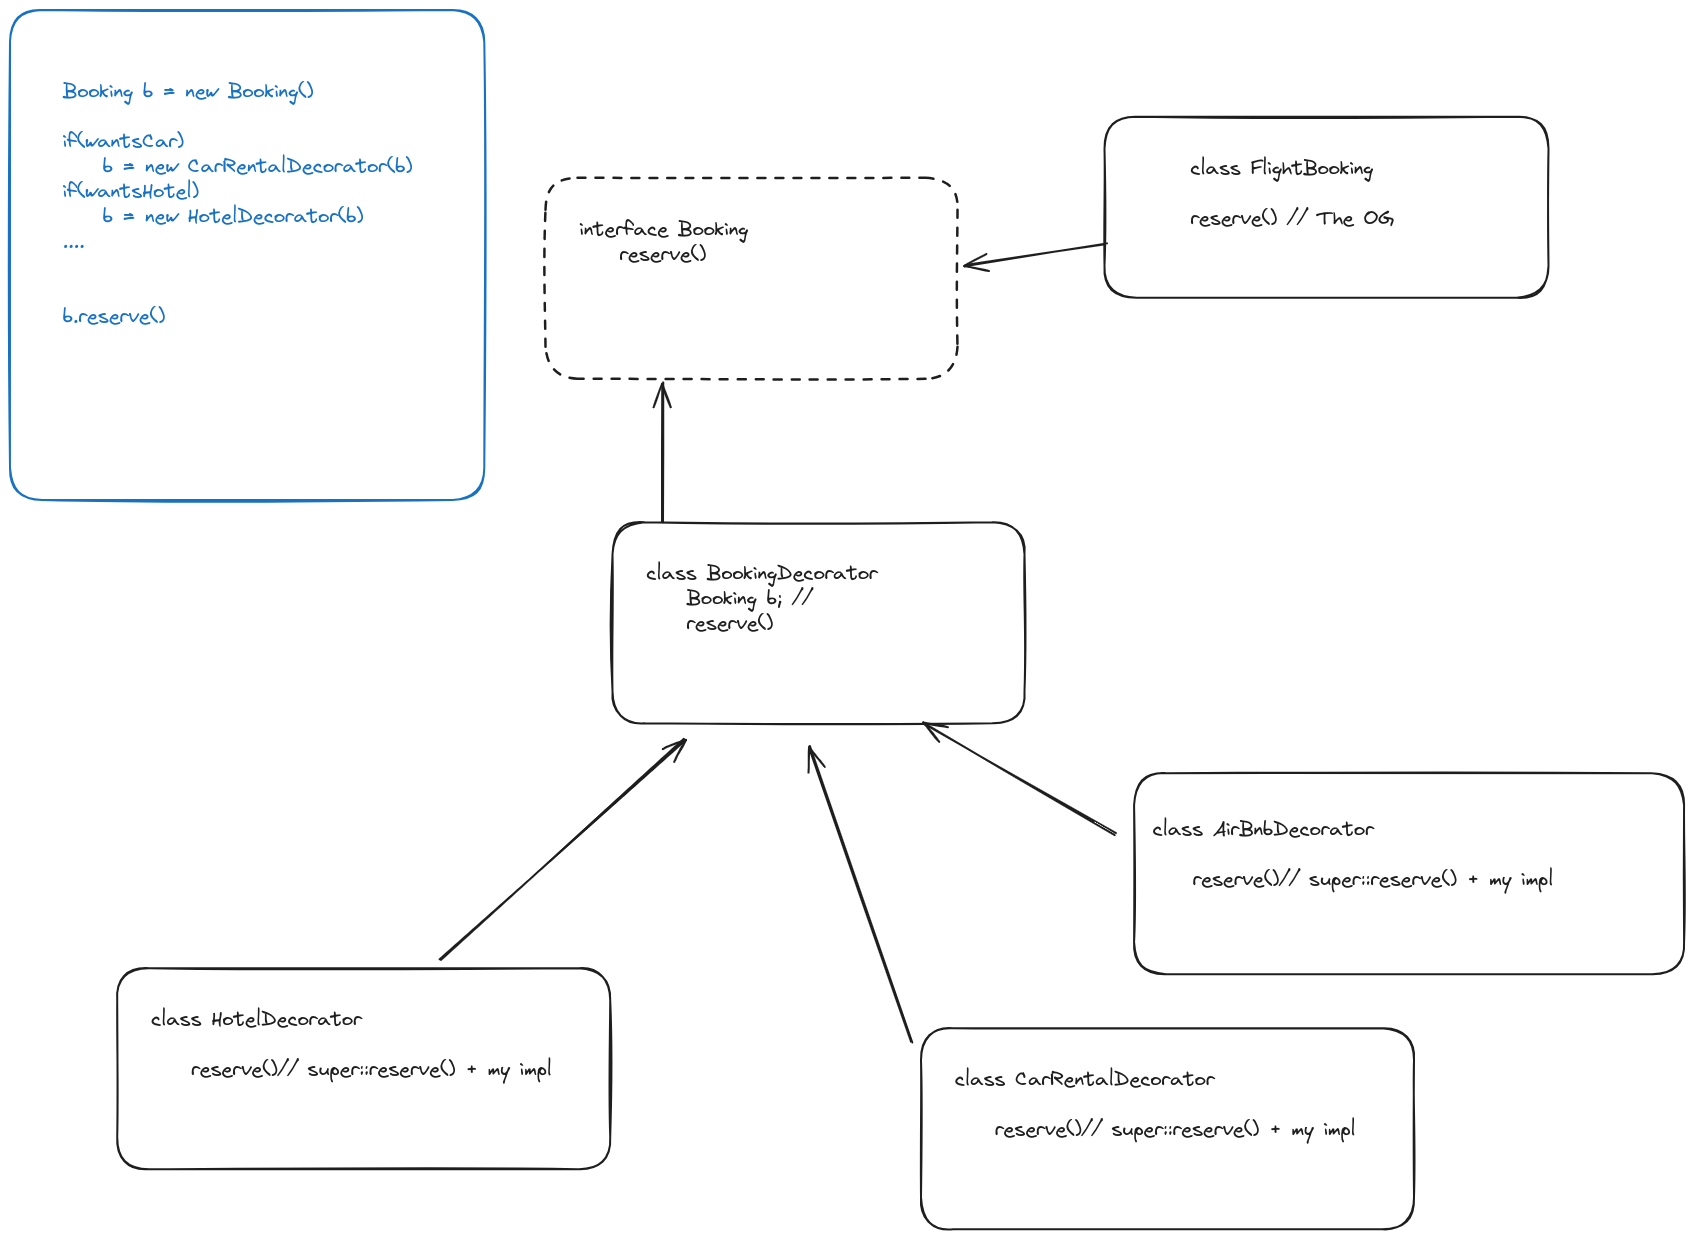 Booking b = new Booking()
if(wantsCar)
b = new CarRentalDecorator(b)
if(wantsHotel)
b = new HotelDecorator(b)
....
b.reserve()
interface Booking
reserve()
class FlightBooking
reserve() // The OG
class BookingDecorator
Booking b; //
reserve()
class AirBnbDecorator
reserve()// super::reserve() + my impl
class HotelDecorator
reserve()// super::reserve() + my impl
class CarRentalDecorator
reserve()// super::reserve() + my impl